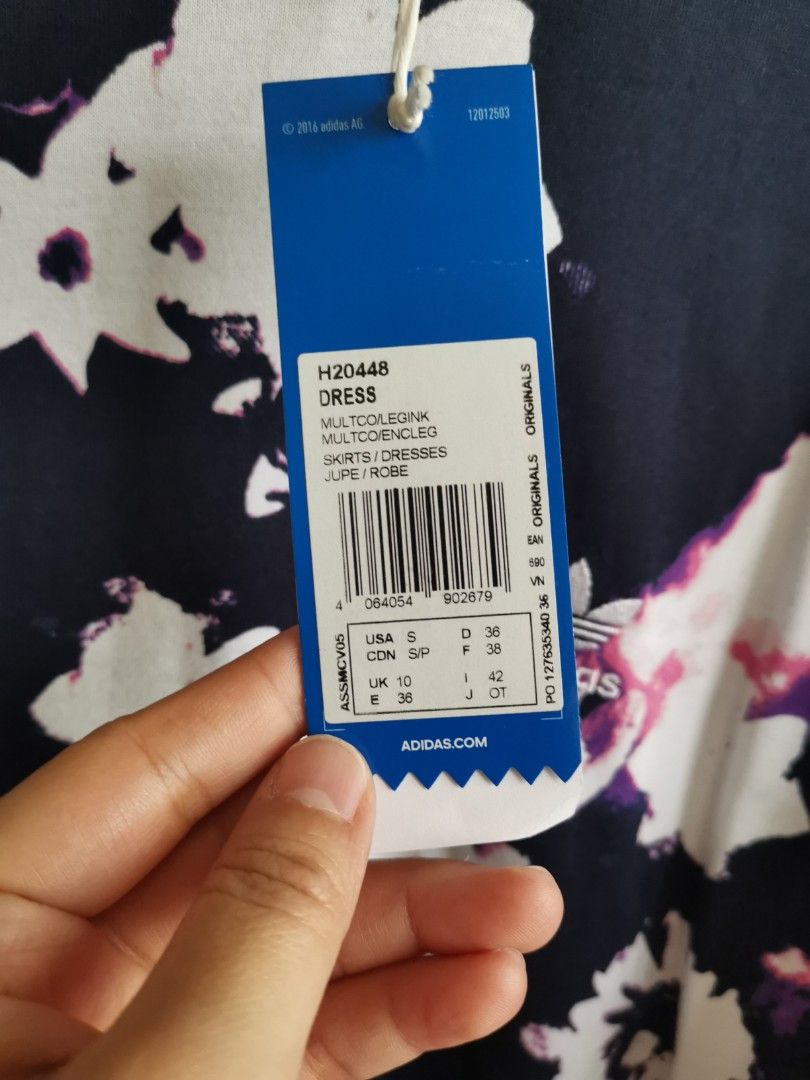 © 2016 adidas AG.
12012503
H20448
DRESS
MULTCO/LEGINK
MULTCO/ENCLEG
SKIRTS / DRESSES
JUPE / ROBE
ORIGINALS
ORIGINALS
EAN
690
VN
4 064054 902679
ASSMCV05
USA S D 36
CDN S/P F 38
UK 10 I 42
E 36 J OT
PO 127635340 36
ADIDAS.COM